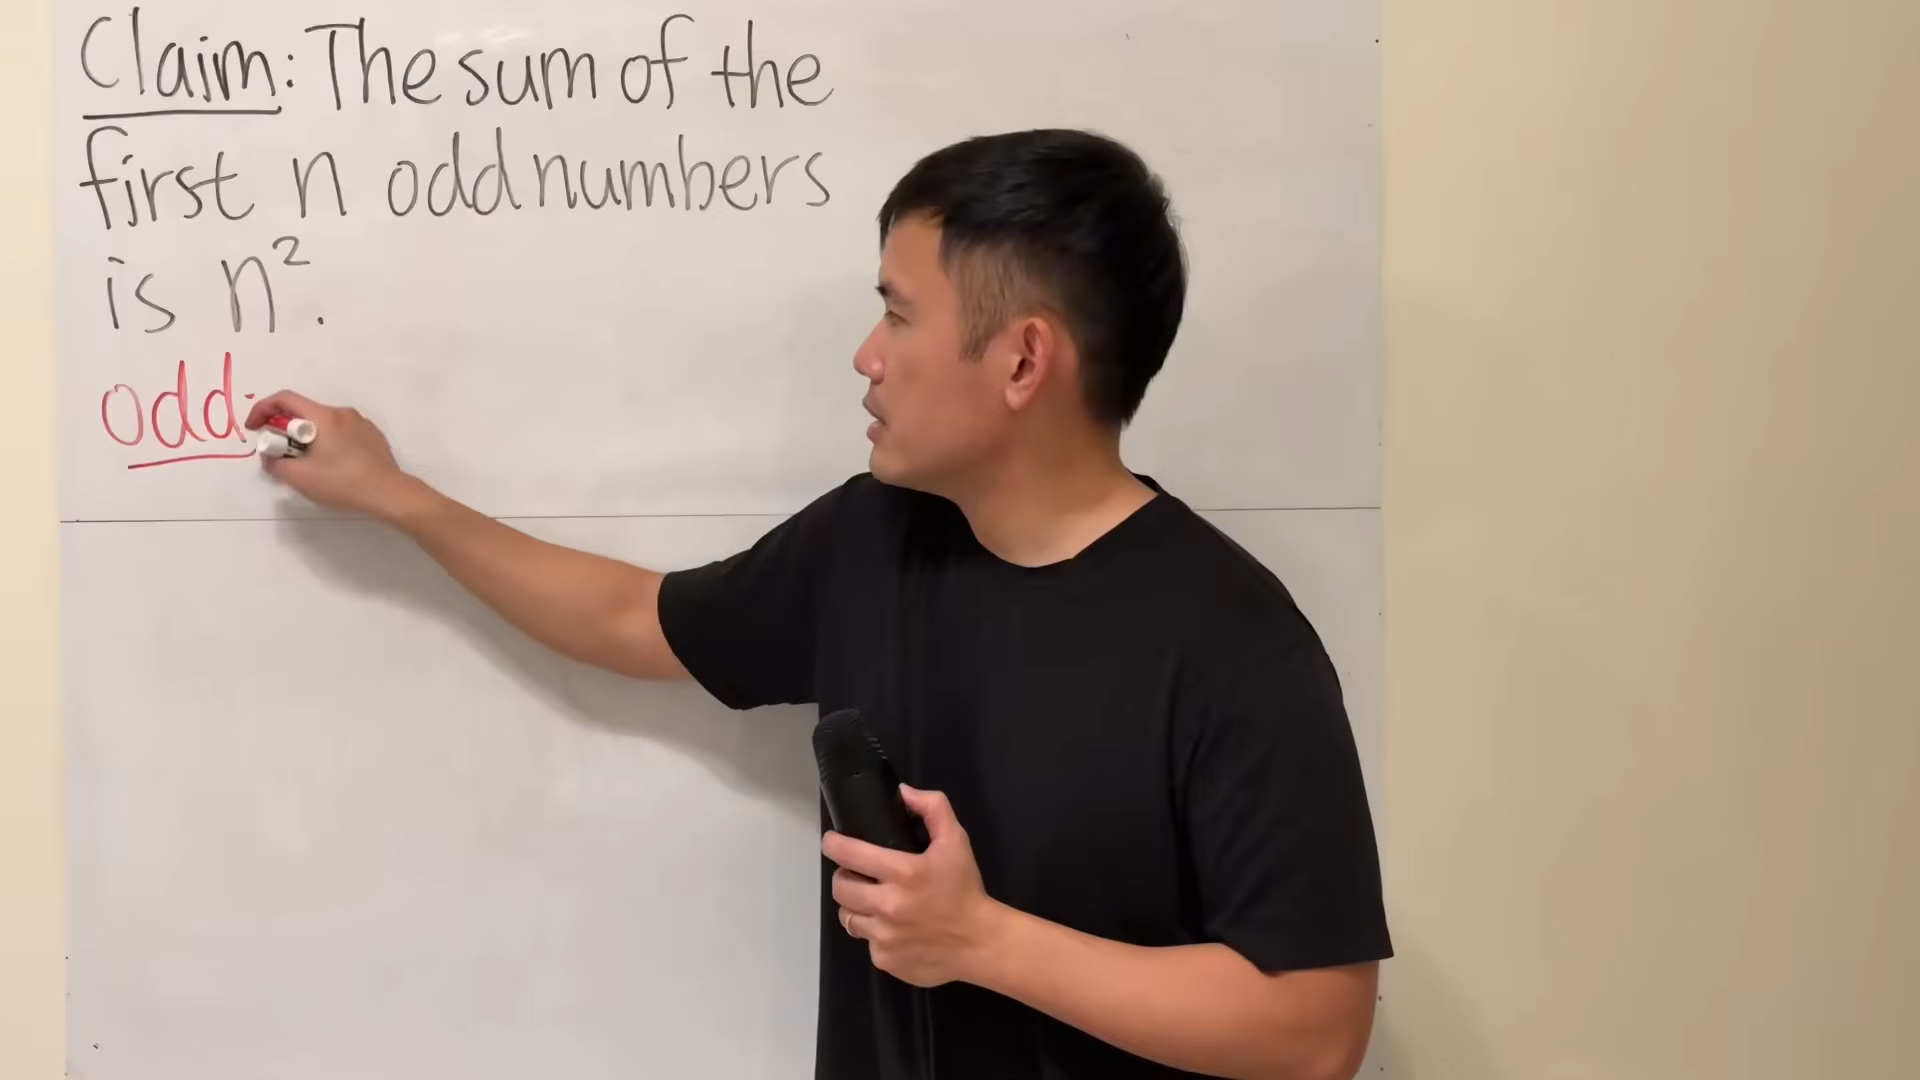 Claim: The sum of the
first n odd numbers
is n².
odd: